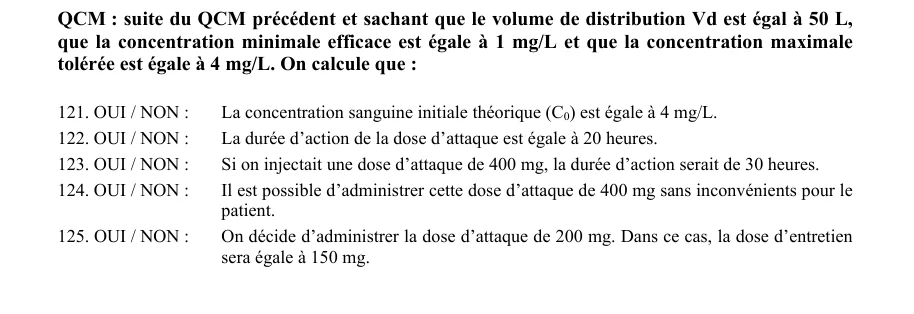 QCM : suite du QCM précédent et sachant que le volume de distribution Vd est égal à 50 L,
que la concentration minimale efficace est égale à 1 mg/L et que la concentration maximale
tolérée est égale à 4 mg/L. On calcule que :
121. OUI / NON : La concentration sanguine initiale théorique (C₀) est égale à 4 mg/L.
122. OUI / NON : La durée d’action de la dose d’attaque est égale à 20 heures.
123. OUI / NON : Si on injectait une dose d’attaque de 400 mg, la durée d’action serait de 30 heures.
124. OUI / NON : Il est possible d’administrer cette dose d’attaque de 400 mg sans inconvénients pour le
patient.
125. OUI / NON : On décide d’administrer la dose d’attaque de 200 mg. Dans ce cas, la dose d’entretien
sera égale à 150 mg.